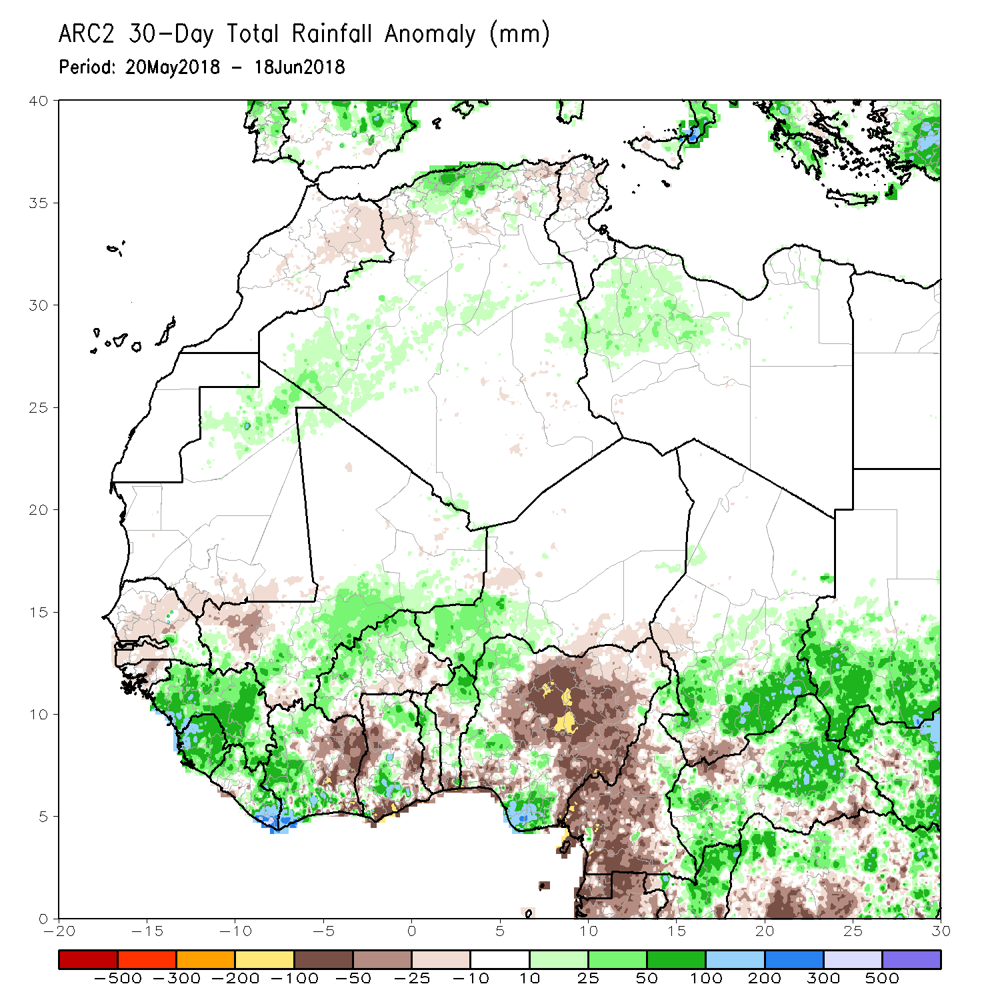 ARC2 30-Day Total Rainfall Anomaly (mm)
Period: 20May2018 - 18Jun2018
40
35
30
25
20
15
10
5
0
-20 -15 -10 -5 0 5 10 15 20 25 30
-500 -300 -200 -100 -50 -25 -10 10 25 50 100 200 300 500